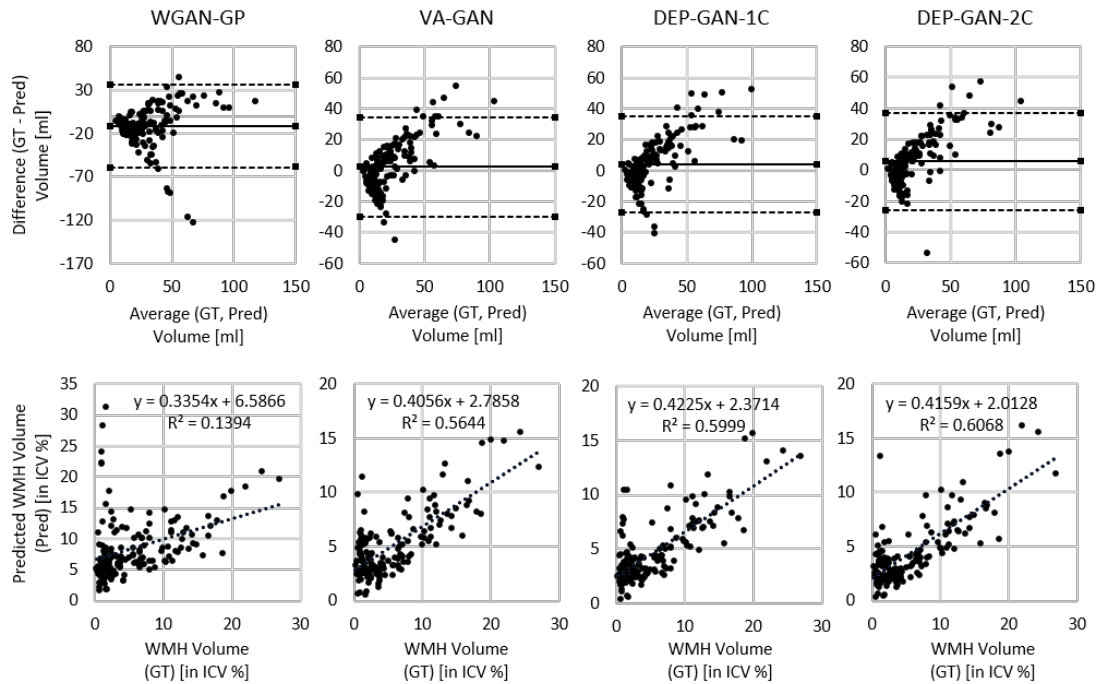 WGAN-GP
VA-GAN
DEP-GAN-1C
DEP-GAN-2C
Difference (GT - Pred)
Volume [ml]
80
30
-20
-70
-120
-170
0 50 100 150
Average (GT, Pred)
Volume [ml]
80
60
40
20
0
-20
-40
-60
0 50 100 150
Average (GT, Pred)
Volume [ml]
80
60
40
20
0
-20
-40
-60
0 50 100 150
Average (GT, Pred)
Volume [ml]
80
60
40
20
0
-20
-40
-60
0 50 100 150
Average (GT, Pred)
Volume [ml]
Predicted WMH Volume
(Pred) [in ICV %]
35
30
25
20
15
10
5
0
y = 0.3354x + 6.5866
R² = 0.1394
0 10 20 30
WMH Volume
(GT) [in ICV %]
20
15
10
5
0
y = 0.4056x + 2.7858
R² = 0.5644
0 10 20 30
WMH Volume
(GT) [in ICV %]
20
15
10
5
0
y = 0.4225x + 2.3714
R² = 0.5999
0 10 20 30
WMH Volume
(GT) [in ICV %]
20
15
10
5
0
y = 0.4159x + 2.0128
R² = 0.6068
0 10 20 30
WMH Volume
(GT) [in ICV %]